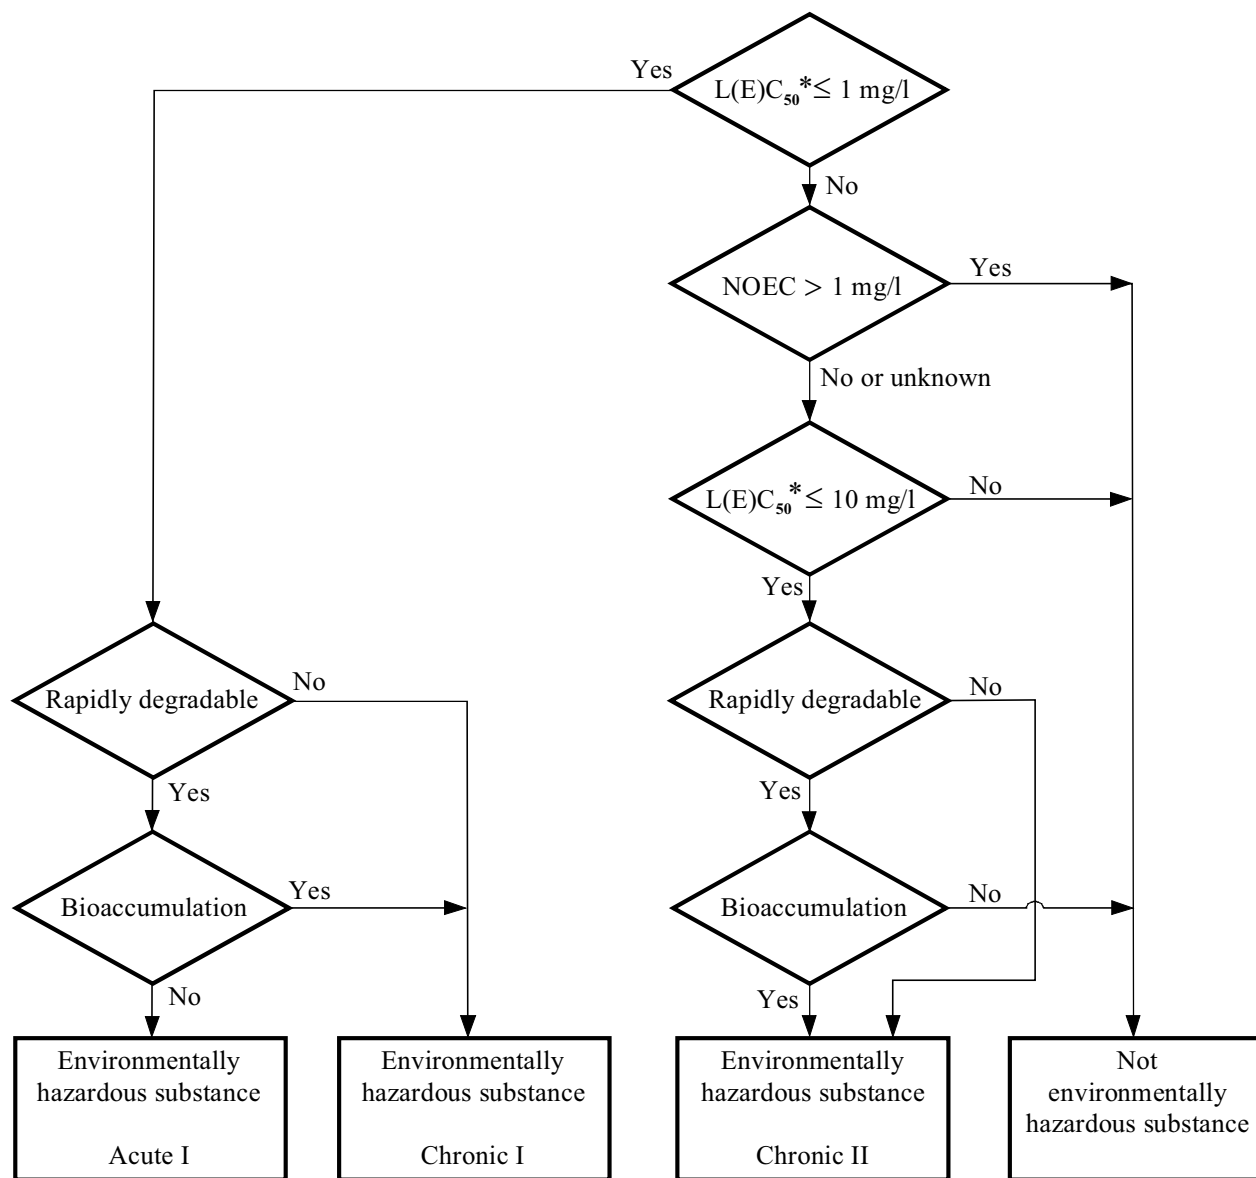 Yes
L(E)C50* ≤ 1 mg/l
No
NOEC > 1 mg/l
Yes
No or unknown
L(E)C50* ≤ 10 mg/l
No
Yes
Rapidly degradable
No
Rapidly degradable
No
Yes
Yes
Bioaccumulation
Yes
Bioaccumulation
No
No
Yes
Environmentally
hazardous substance
Acute I
Environmentally
hazardous substance
Chronic I
Environmentally
hazardous substance
Chronic II
Not
environmentally
hazardous substance